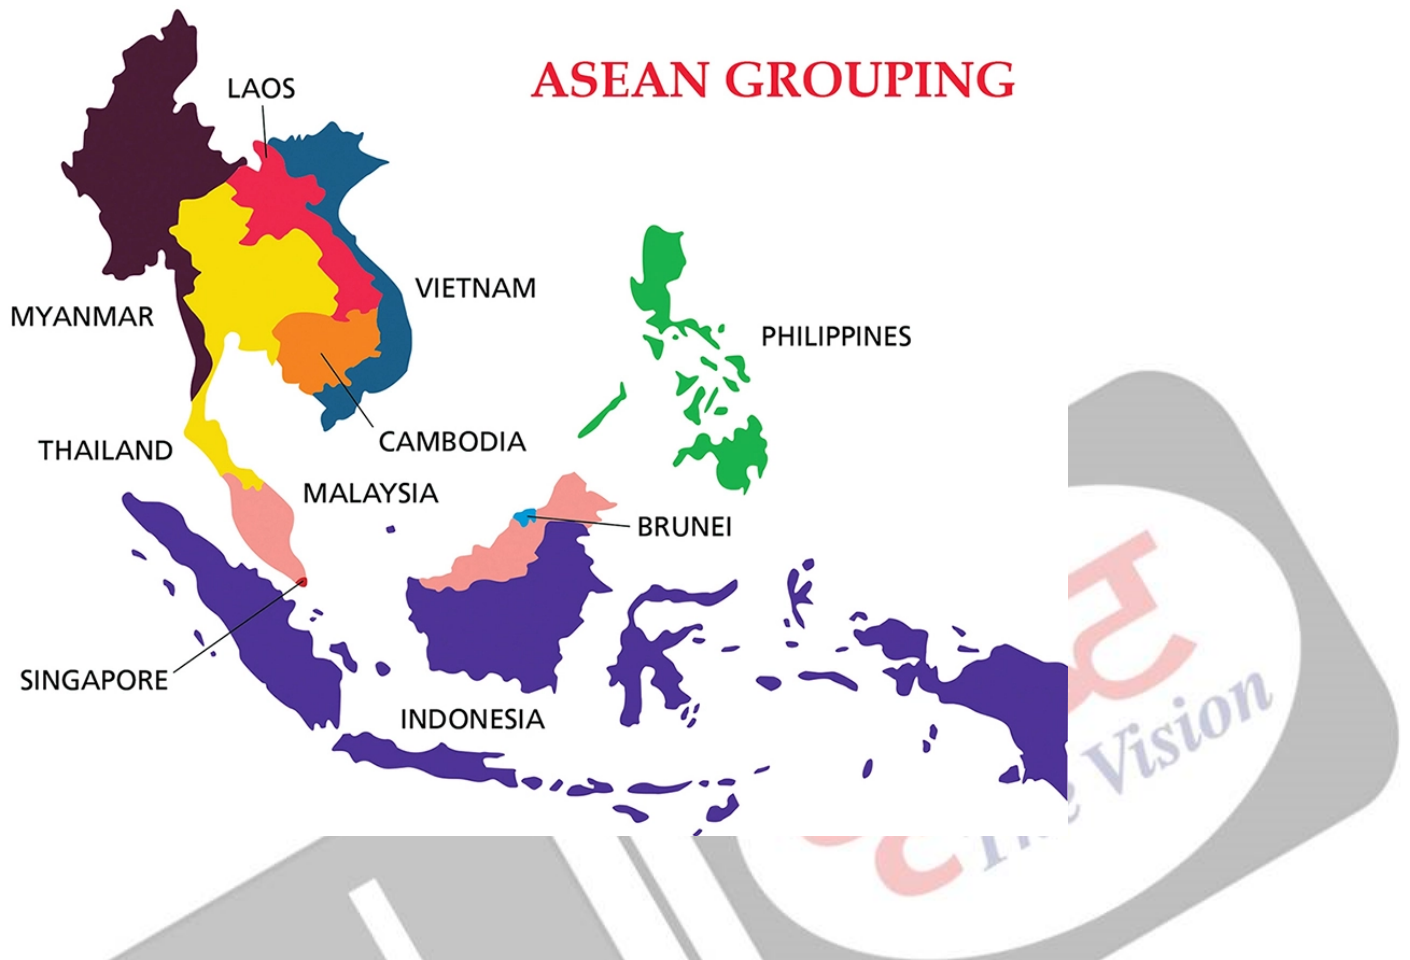 ASEAN GROUPING
LAOS
VIETNAM
MYANMAR
PHILIPPINES
CAMBODIA
THAILAND
MALAYSIA
BRUNEI
SINGAPORE
INDONESIA
Vision